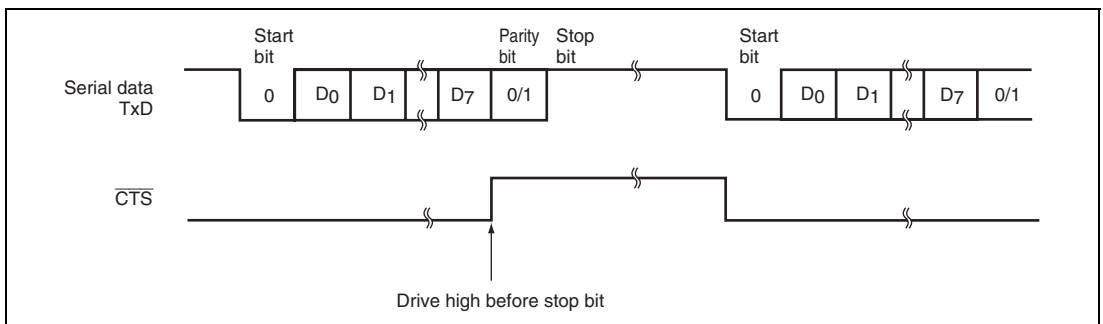 Start bit
Parity bit
Stop bit
Start bit
Serial data TxD
0
D0
D1
D7
0/1
0
D0
D1
D7
0/1
CTS
Drive high before stop bit